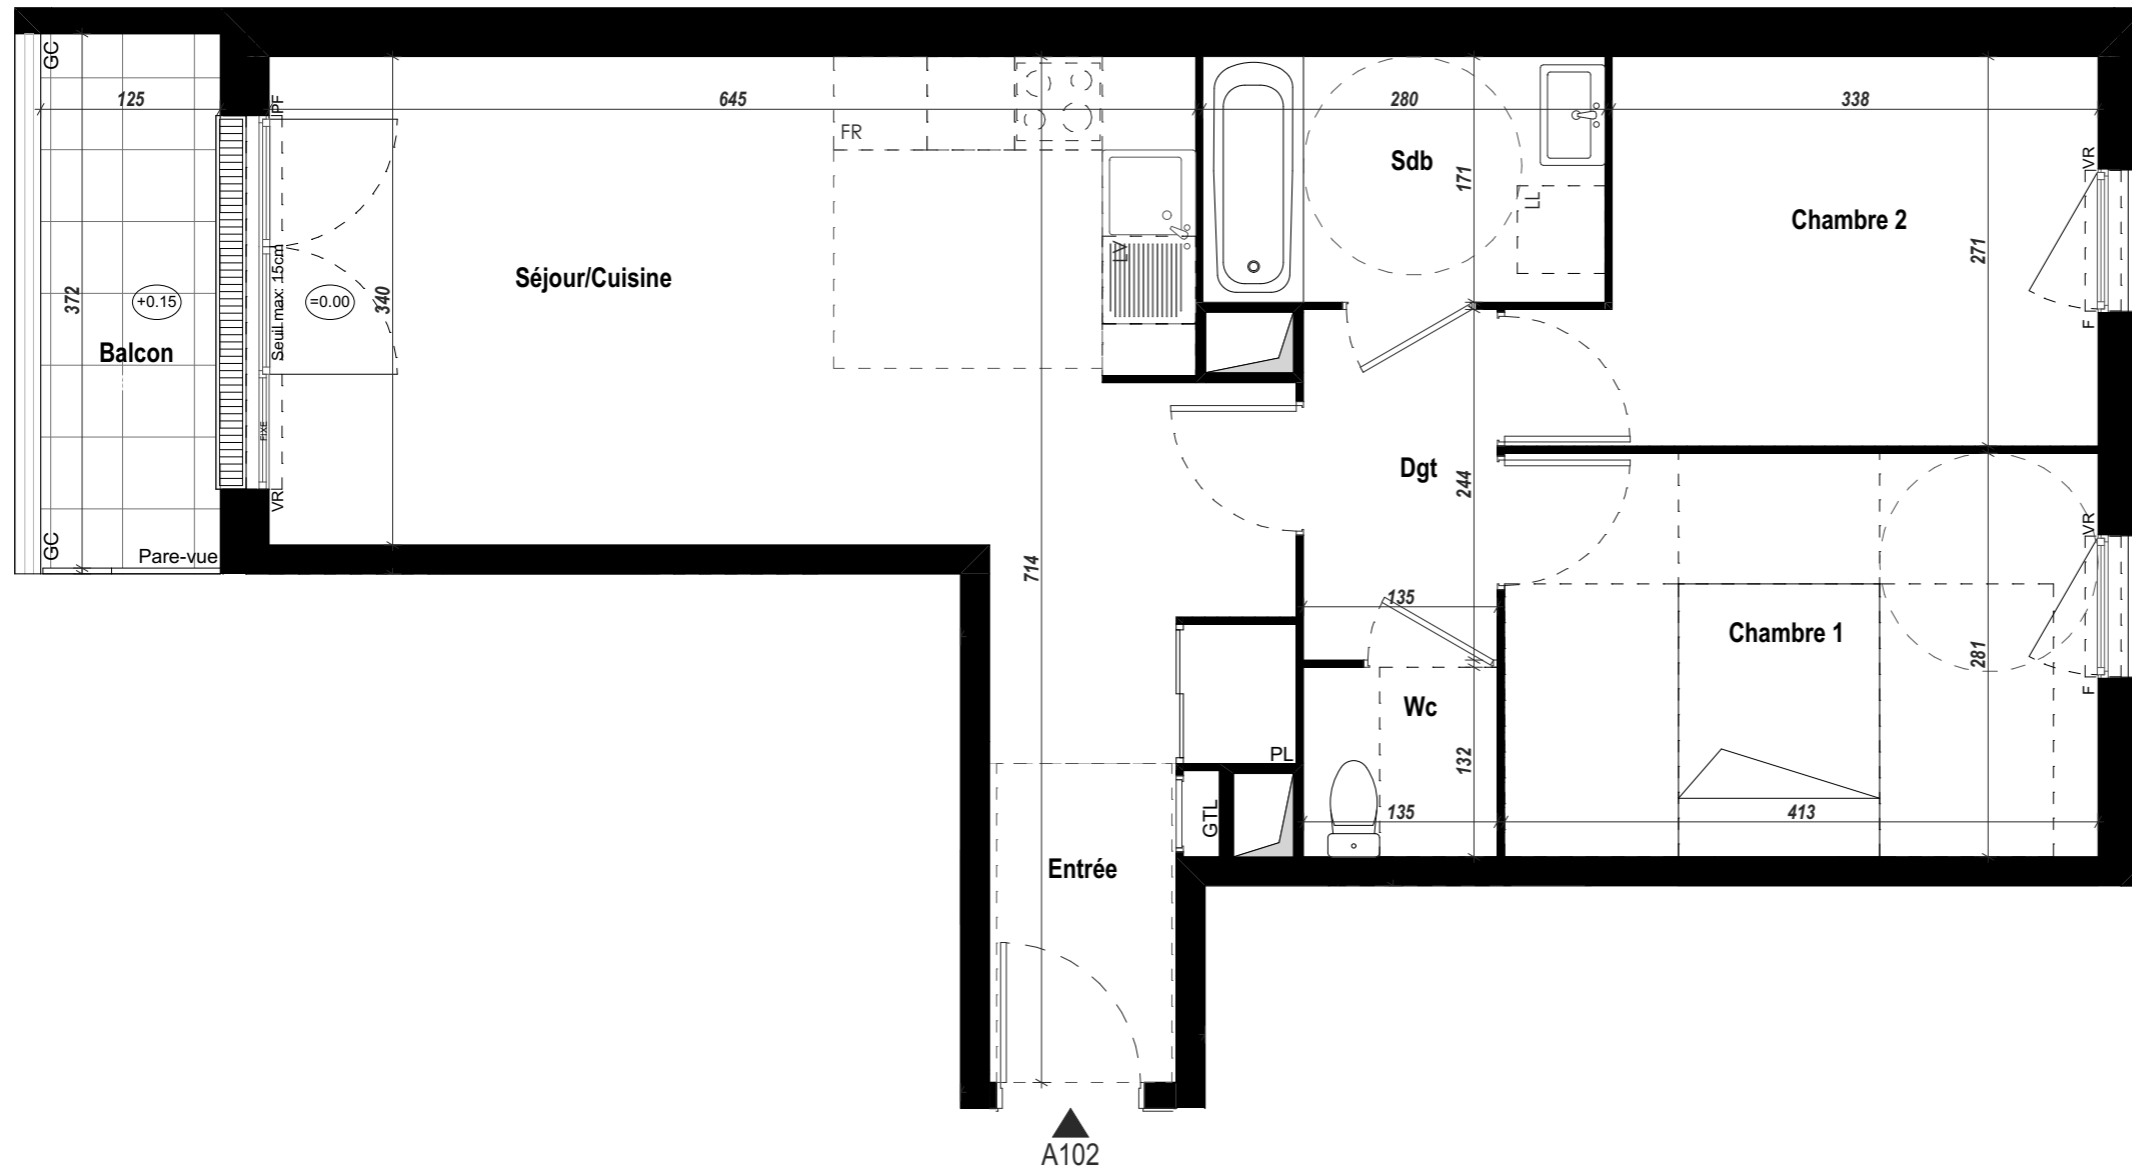 GC
125
645
280
338
PF
FR
Sdb
171
VR
LL
Chambre 2
271
Séjour/Cuisine
LV
372
+0.15
Seuil max: 15cm
=0.00
340
F
Balcon
FIXE
Dgt
244
VR
VR
GC
Pare-vue
714
135
Chambre 1
281
F
Wc
PL
132
GTL
135
413
Entrée
A102